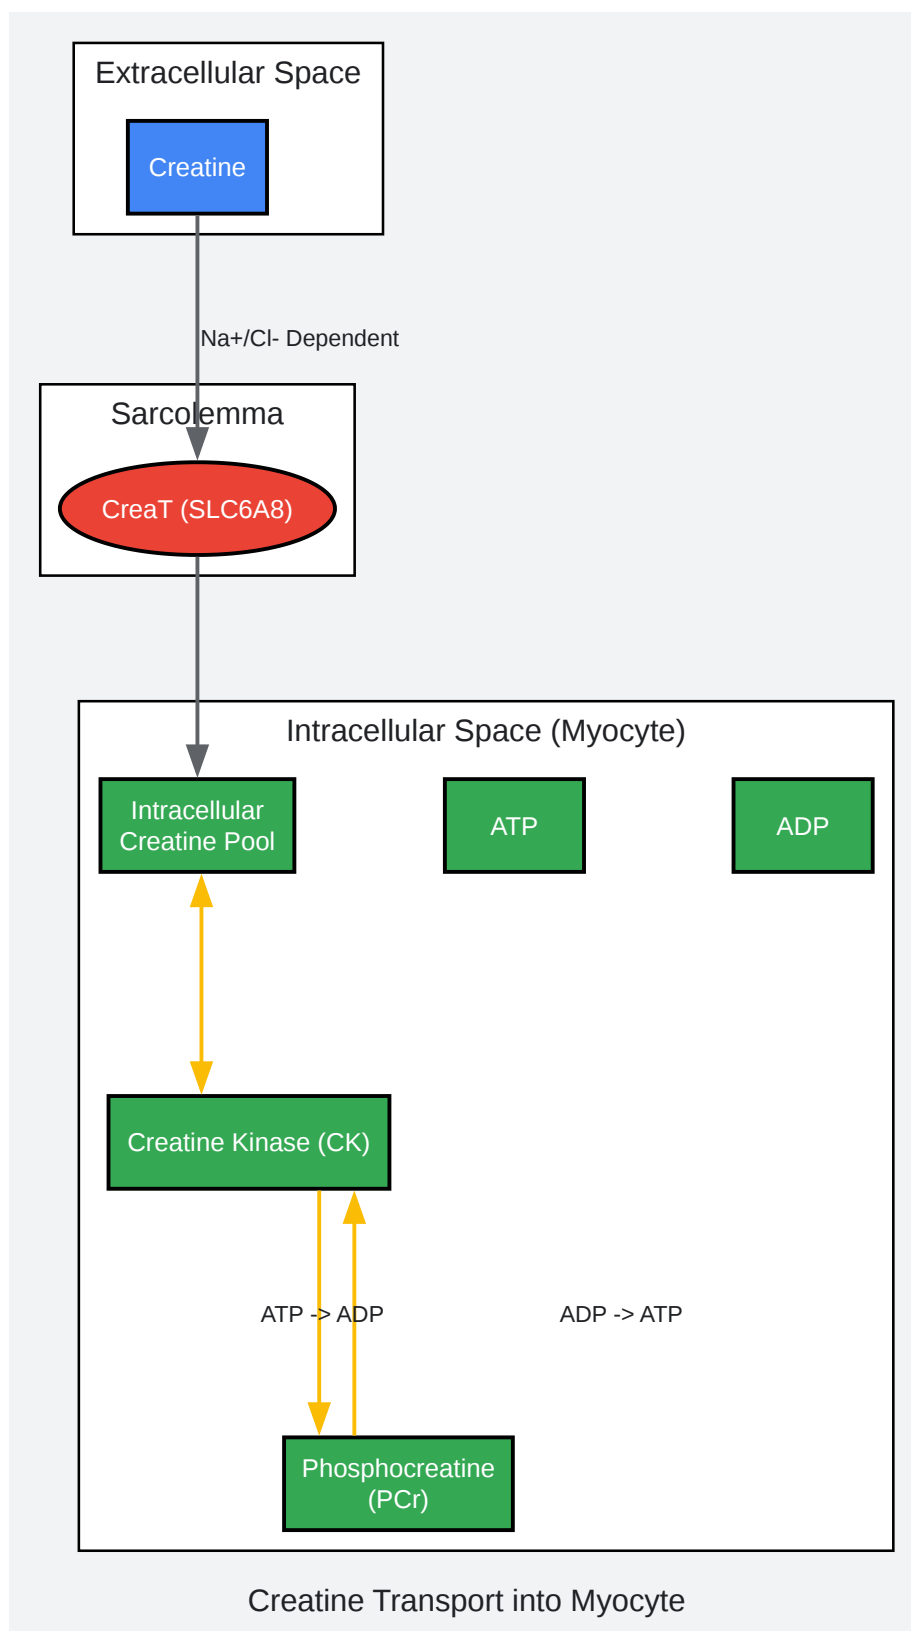 Extracellular Space
Creatine
Na+/Cl- Dependent
Sarcolemma
CreaT (SLC6A8)
Intracellular Space (Myocyte)
Intracellular
Creatine Pool
ATP
ADP
Creatine Kinase (CK)
ATP -> ADP
ADP -> ATP
Phosphocreatine
(PCr)
Creatine Transport into Myocyte